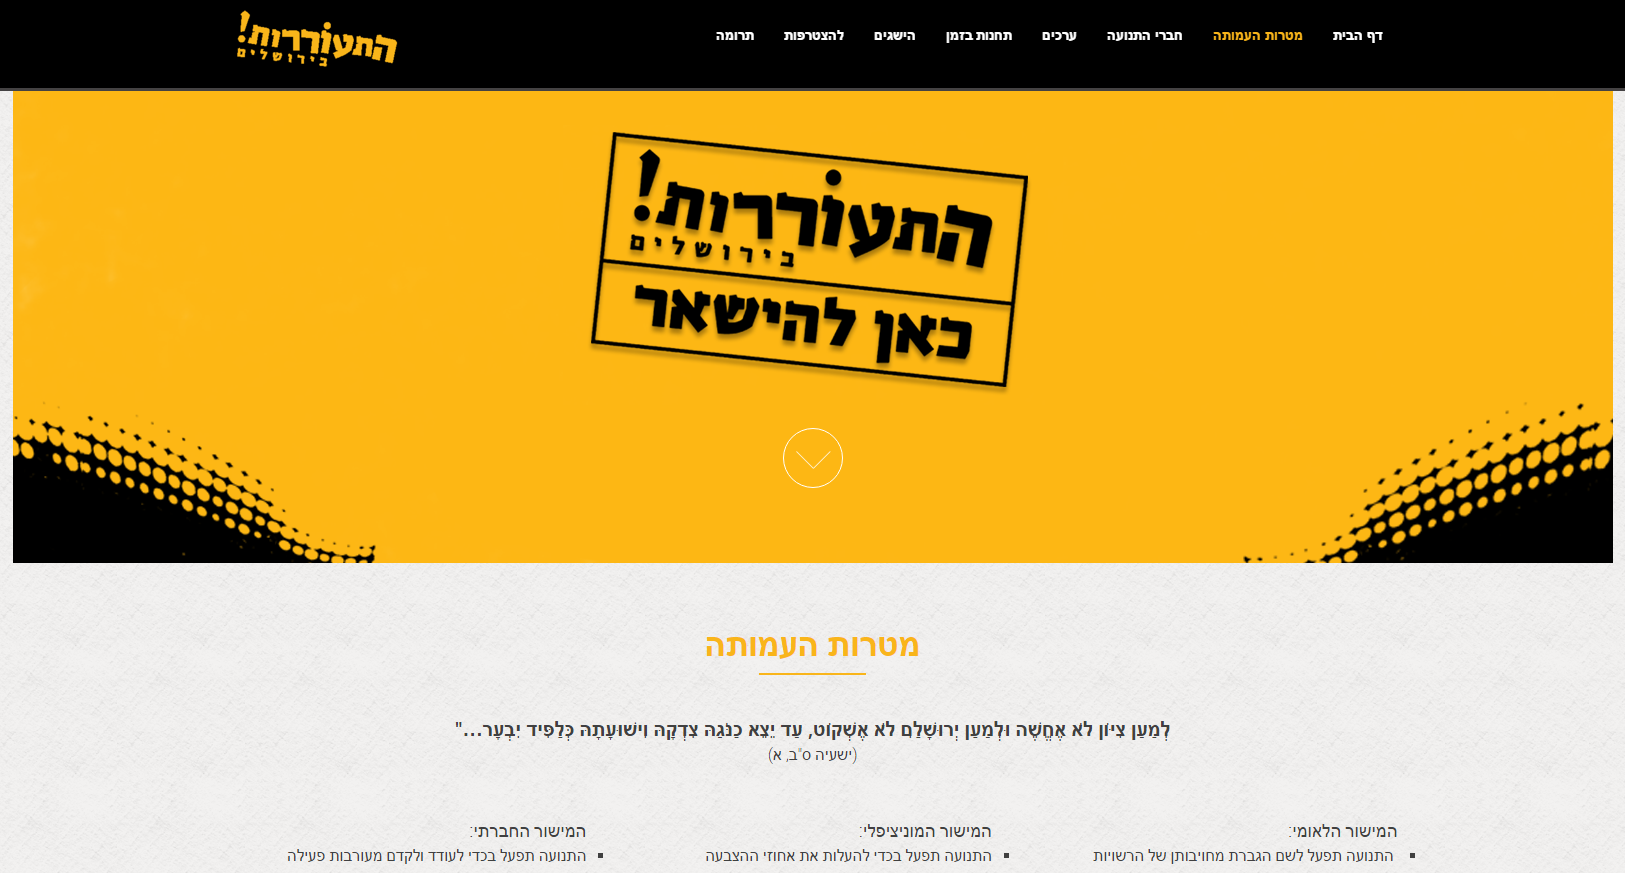 דף הבית
מטרות העמותה
חברי התנועה
ערכים
תחנות בזמן
הישגים
להצטרפות
תרומה
התעוררות!
בירושלים
התעוררות!
בירושלים
כאן להישאר
מטרות העמותה
לְמַעַן צִיּוֹן לֹא אֶחֱשֶׁה וּלְמַעַן יְרוּשָׁלִַם לֹא אֶשְׁקוֹט, עַד יֵצֵא כַנֹּגַהּ צִדְקָהּ וִישׁוּעָתָהּ כְּלַפִּיד יִבְעָר..."
(ישעיה ס"ב, א)
המישור הלאומי:
התנועה תפעל לשם הגברת מחויבותן של הרשויות
המישור המוניציפלי:
התנועה תפעל בכדי להעלות את אחוזי ההצבעה
המישור החברתי:
התנועה תפעל בכדי לעודד ולקדם מעורבות פעילה